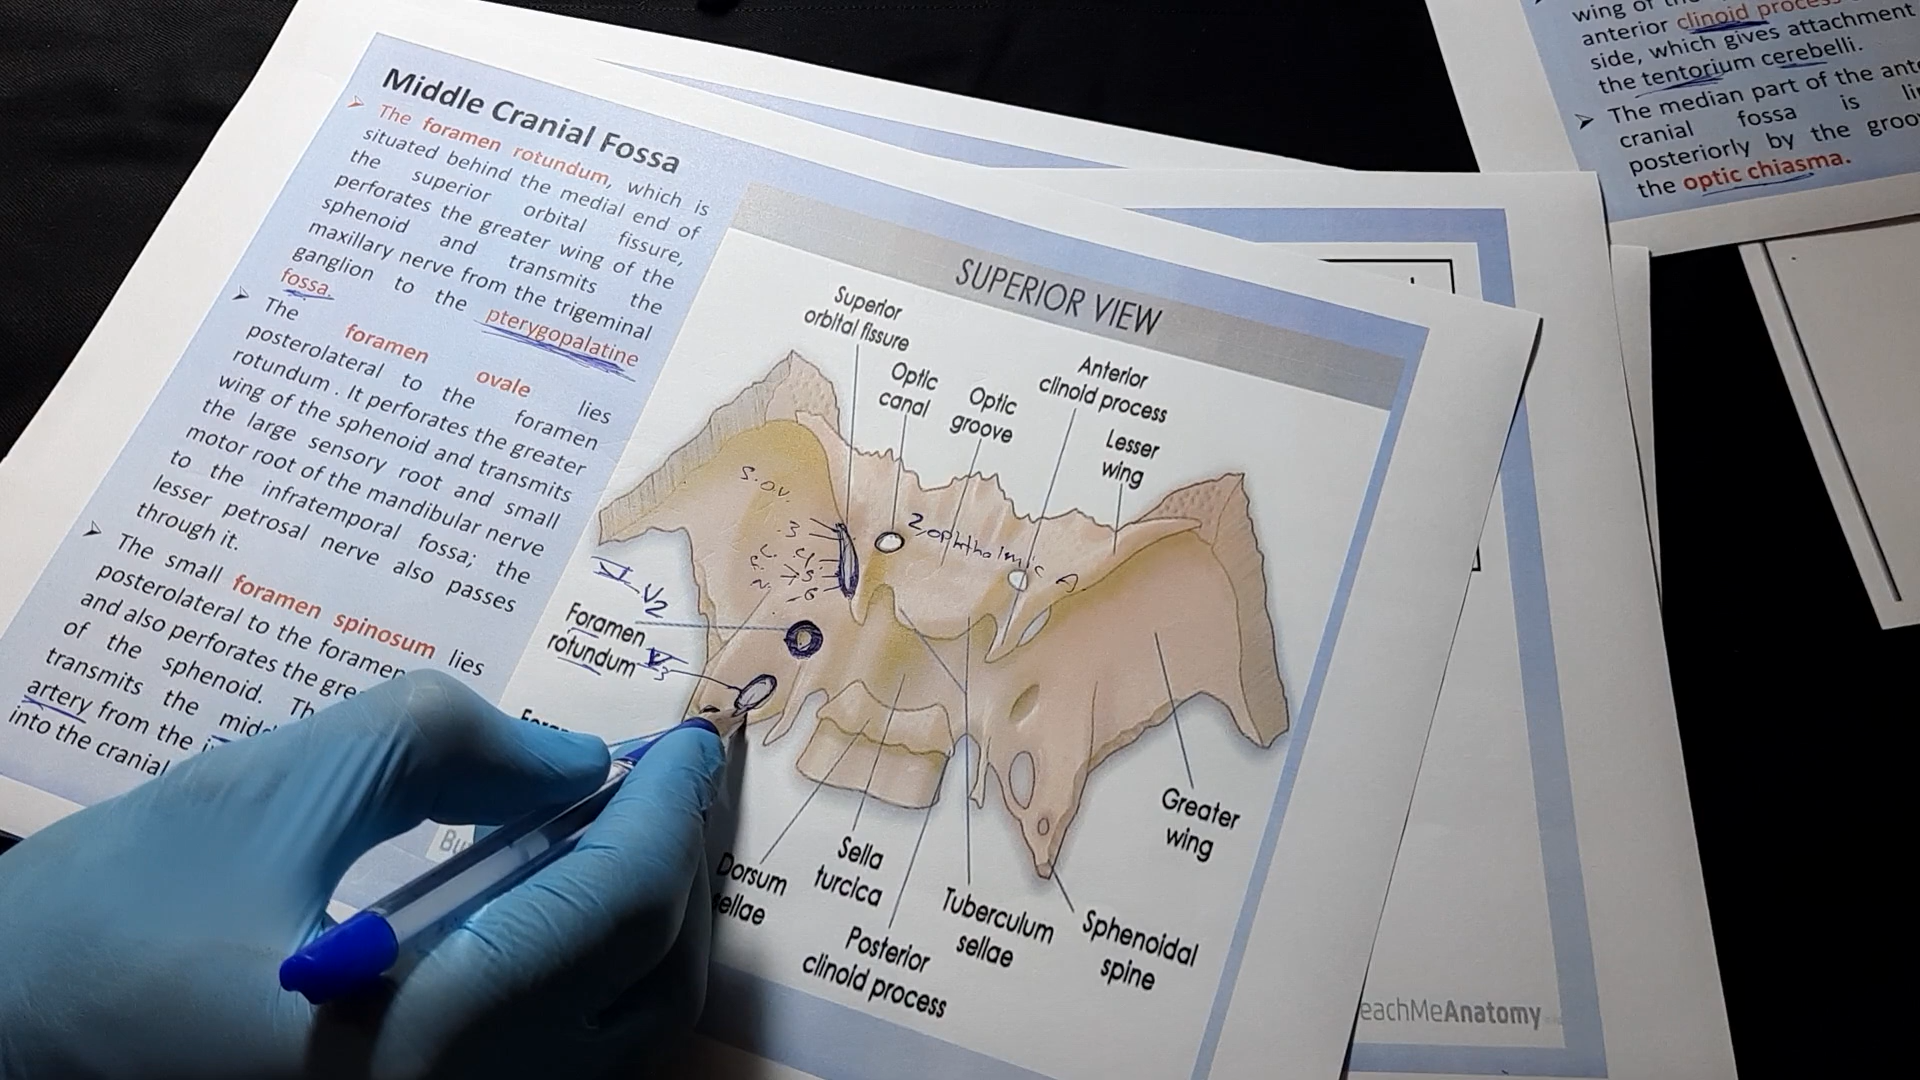 Middle Cranial Fossa
The foramen rotundum, which is
situated behind the medial end of
the superior orbital fissure,
perforates the greater wing of the
sphenoid and transmits the
maxillary nerve from the trigeminal
ganglion to the pterygopalatine
fossa.
The foramen ovale lies
posterolateral to the foramen
rotundum . It perforates the greater
wing of the sphenoid and transmits
the large sensory root and small
motor root of the mandibular nerve
to the infratemporal fossa; the
lesser petrosal nerve also passes
through it.
The small foramen spinosum lies
posterolateral to the foramen
and also perforates the
of the sphenoid.
transmits the
artery from the
into the cranial
SUPERIOR VIEW
Superior
orbital fissure
Optic
canal
Optic
groove
Anterior
clinoid process
Lesser
wing
S.O.V.
3
2, ophthalmic A
V2
Foramen
rotundum
V3
Dorsum
sellae
Sella
turcica
Posterior
clinoid process
Tuberculum
sellae
Sphenoidal
spine
Greater
wing
wing of
anterior clinoid process
side, which gives attachment
the tentorium cerebelli.
The median part of the
cranial fossa is
posteriorly by the
the optic chiasma.
eachMeAnatomy